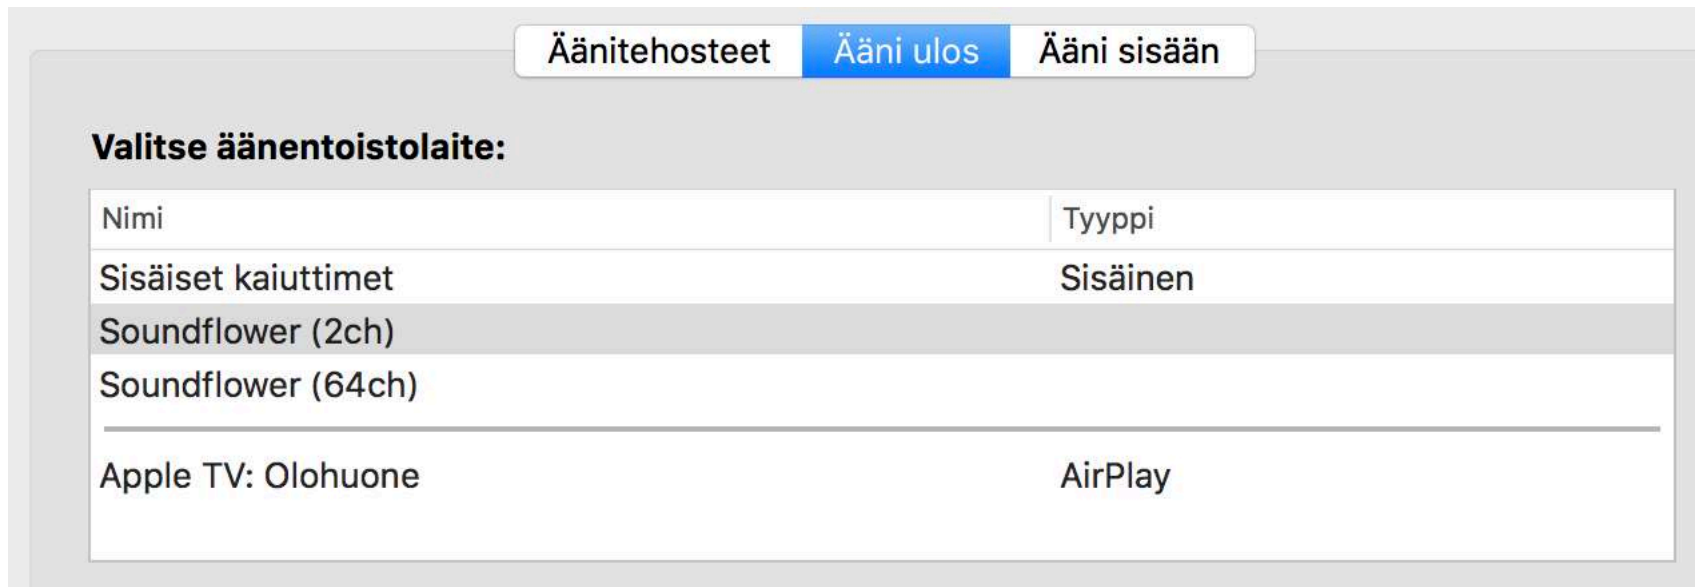 Äänitehosteet Ääni ulos Ääni sisään
Valitse äänentoistolaite:
Nimi Tyyppi
Sisäiset kaiuttimet Sisäinen
Soundflower (2ch)
Soundflower (64ch)
Apple TV: Olohuone AirPlay